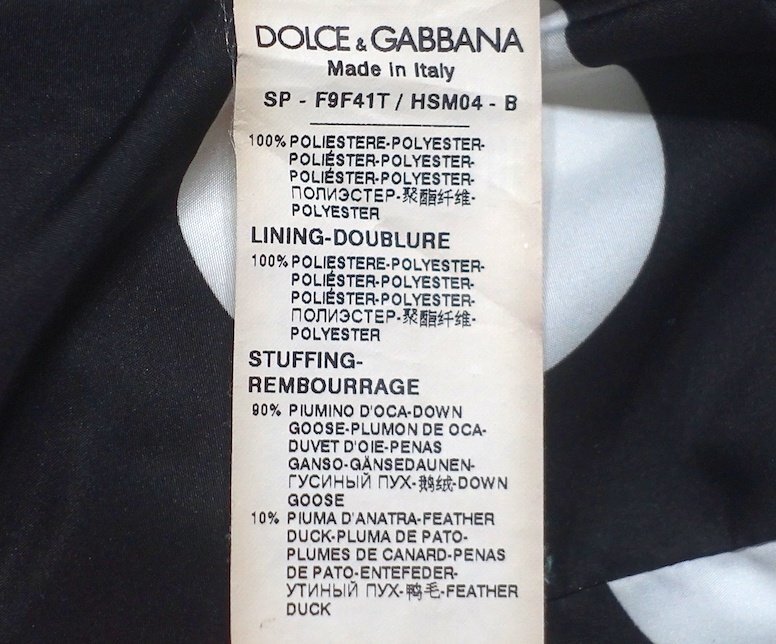 DOLCE & GABBANA
Made in Italy
SP - F9F41T / HSM04 - B
100% POLIESTERE-POLYESTER-
POLIÉSTER-POLYESTER-
POLIÉSTER-POLYESTER-
ПОЛИЭСТЕР-聚酯纤维-
POLYESTER
LINING-DOUBLURE
100% POLIESTERE-POLYESTER-
POLIÉSTER-POLYESTER-
POLIÉSTER-POLYESTER-
ПОЛИЭСТЕР-聚酯纤维-
POLYESTER
STUFFING-
REMBOURRAGE
90% PIUMINO D'OCA-DOWN
GOOSE-PLUMON DE OCA-
DUVET D'OIE-PENAS
GANSO-GÄNSEDAUNEN-
ГУСИНЫЙ ПУХ-鹅绒-DOWN
GOOSE
10% PIUMA D'ANATRA-FEATHER
DUCK-PLUMA DE PATO-
PLUMES DE CANARD-PENAS
DE PATO-ENTEFEDER-
УТИНЫЙ ПУХ-鸭毛-FEATHER
DUCK